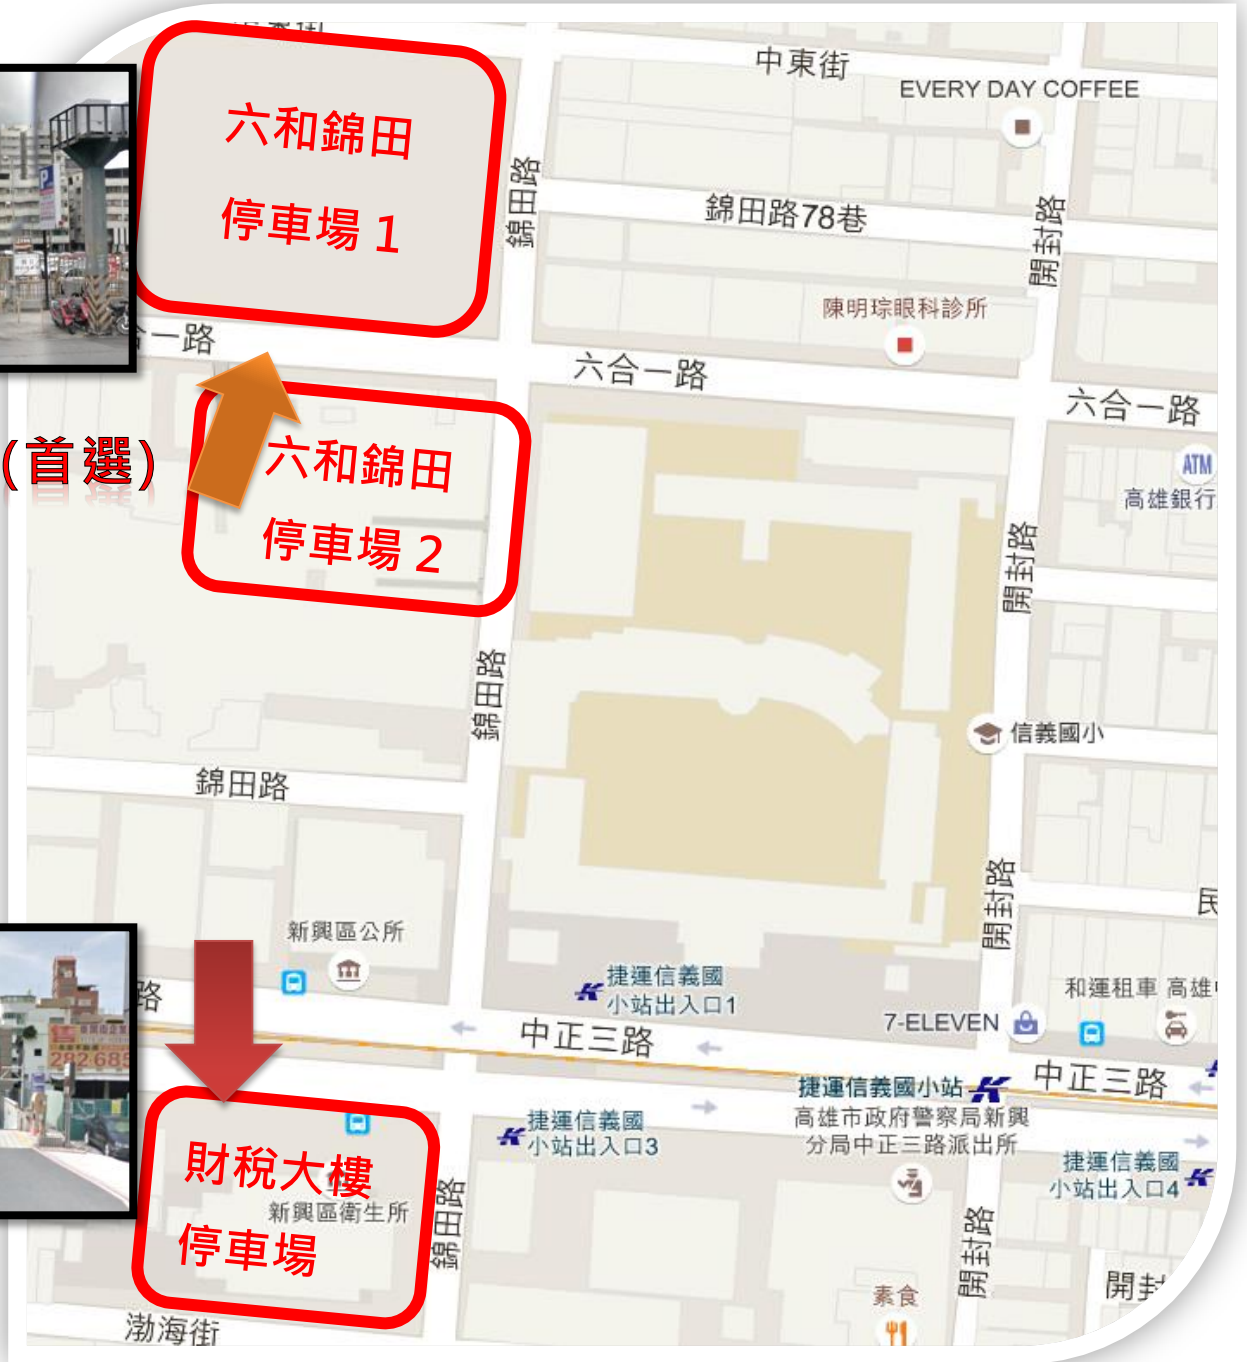 中東街
EVERY DAY COFFEE
六和錦田
停車場1
錦田路
錦田路78巷
開封路
陳明琮眼科診所
一路
六合一路
六合一路
(首選)
六和錦田
停車場2
ATM
高雄銀行
開封路
錦田路
信義國小
錦田路
開封路
民
新興區公所
路
捷運信義國
小站出入口1
和運租車 高雄
7-ELEVEN
中正三路
282 685
捷運信義國小站
中正三路
高雄市政府警察局新興
分局中正三路派出所
捷運信義國
小站出入口3
捷運信義國
小站出入口4
財稅大樓
停車場
新興區衛生所
錦田路
開封路
開封
素食
渤海街